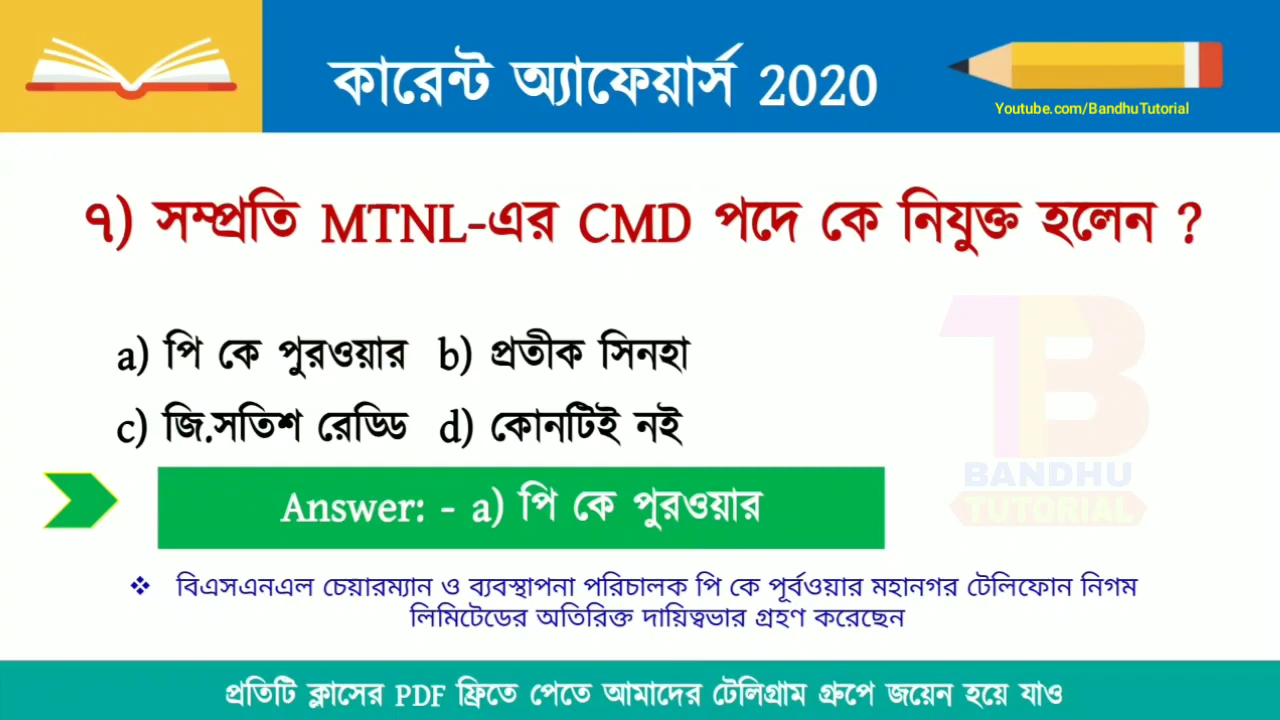 কারেন্ট অ্যাফেয়ার্স 2020
Youtube.com/BandhuTutorial
৭) সম্প্রতি MTNL-এর CMD পদে কে নিযুক্ত হলেন ?
a) পি কে পুরওয়ার b) প্রতীক সিনহা
c) জি.সতিশ রেড্ডি d) কোনটিই নই
Answer: - a) পি কে পুরওয়ার
TB
BANDHU
TUTORIAL
❖ বিএসএনএল চেয়ারম্যান ও ব্যবস্থাপনা পরিচালক পি কে পূর্বওয়ার মহানগর টেলিফোন নিগম
লিমিটেডের অতিরিক্ত দায়িত্বভার গ্রহণ করেছেন
প্রতিটি ক্লাসের PDF ফ্রিতে পেতে আমাদের টেলিগ্রাম গ্রুপে জয়েন হয়ে যাও